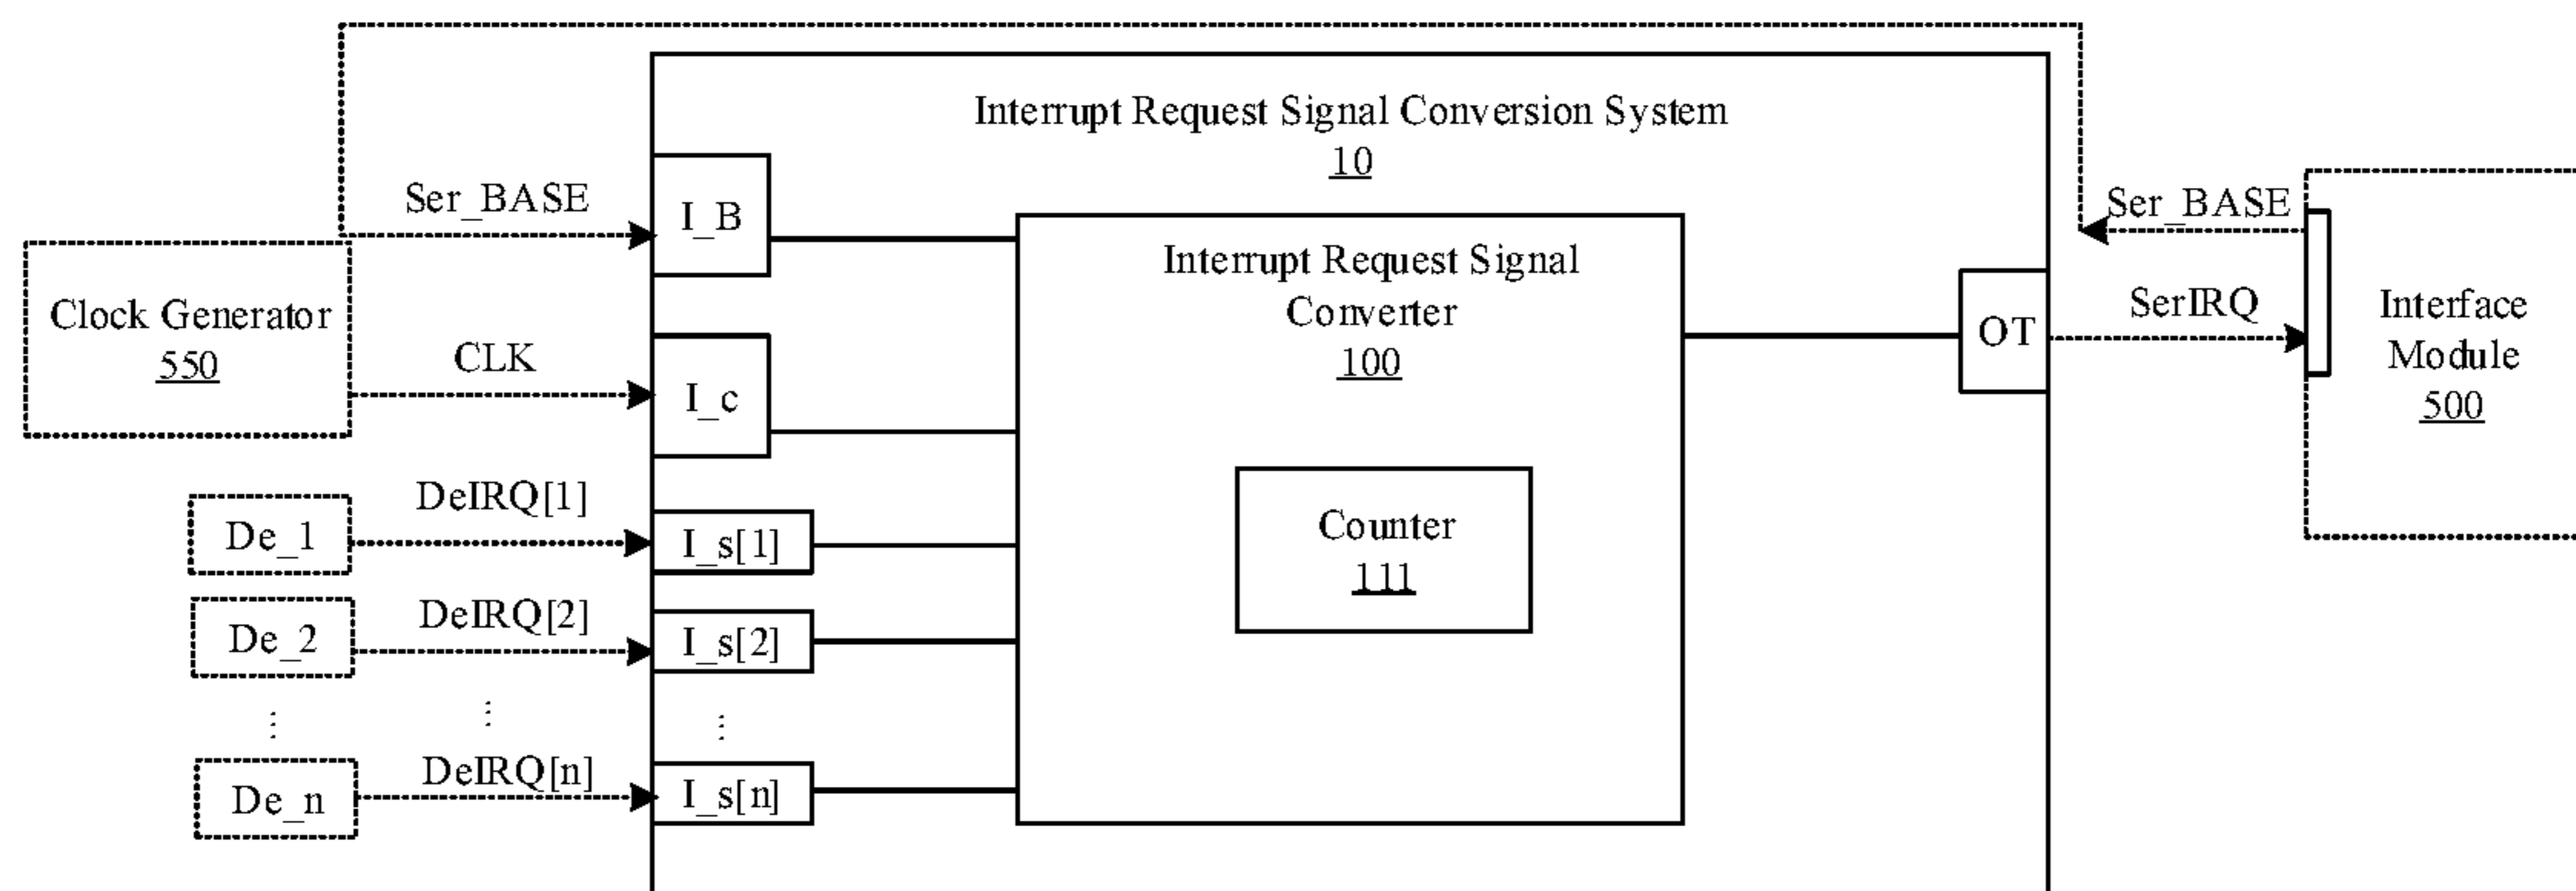 Interrupt Request Signal Conversion System
10
Ser_BASE
I_B
Ser_BASE
Interrupt Request Signal
Converter
100
Clock Generator
550
CLK
I_c
OT
SerIRQ
Interface
Module
500
DeIRQ[1]
De_1
I_s[1]
Counter
111
DeIRQ[2]
De_2
I_s[2]
⋮
⋮
⋮
DeIRQ[n]
De_n
I_s[n]